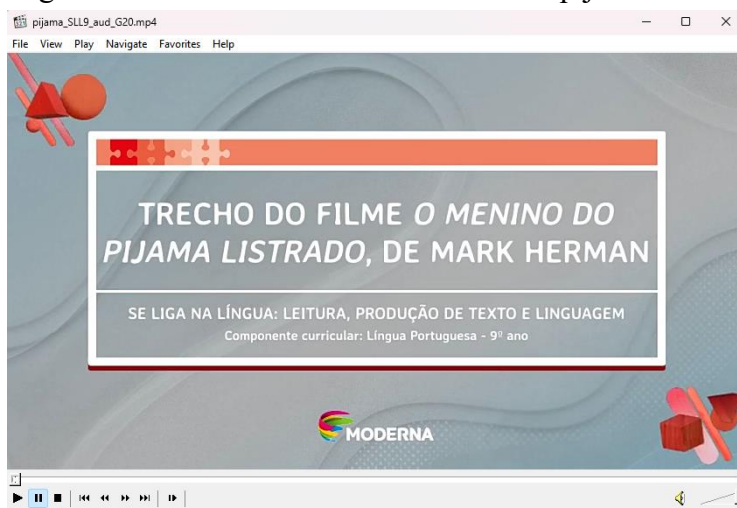 pijama_SLL9_aud_G20.mp4
File View Play Navigate Favorites Help
TRECHO DO FILME O MENINO DO
PIJAMA LISTRADO, DE MARK HERMAN
SE LIGA NA LÍNGUA: LEITURA, PRODUÇÃO DE TEXTO E LINGUAGEM
Componente curricular: Língua Portuguesa - 9º ano
MODERNA